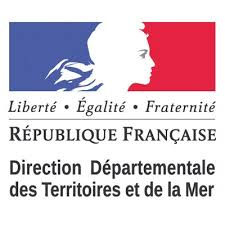 Liberté • Égalité • Fraternité
RÉPUBLIQUE FRANÇAISE
Direction Départementale
des Territoires et de la Mer